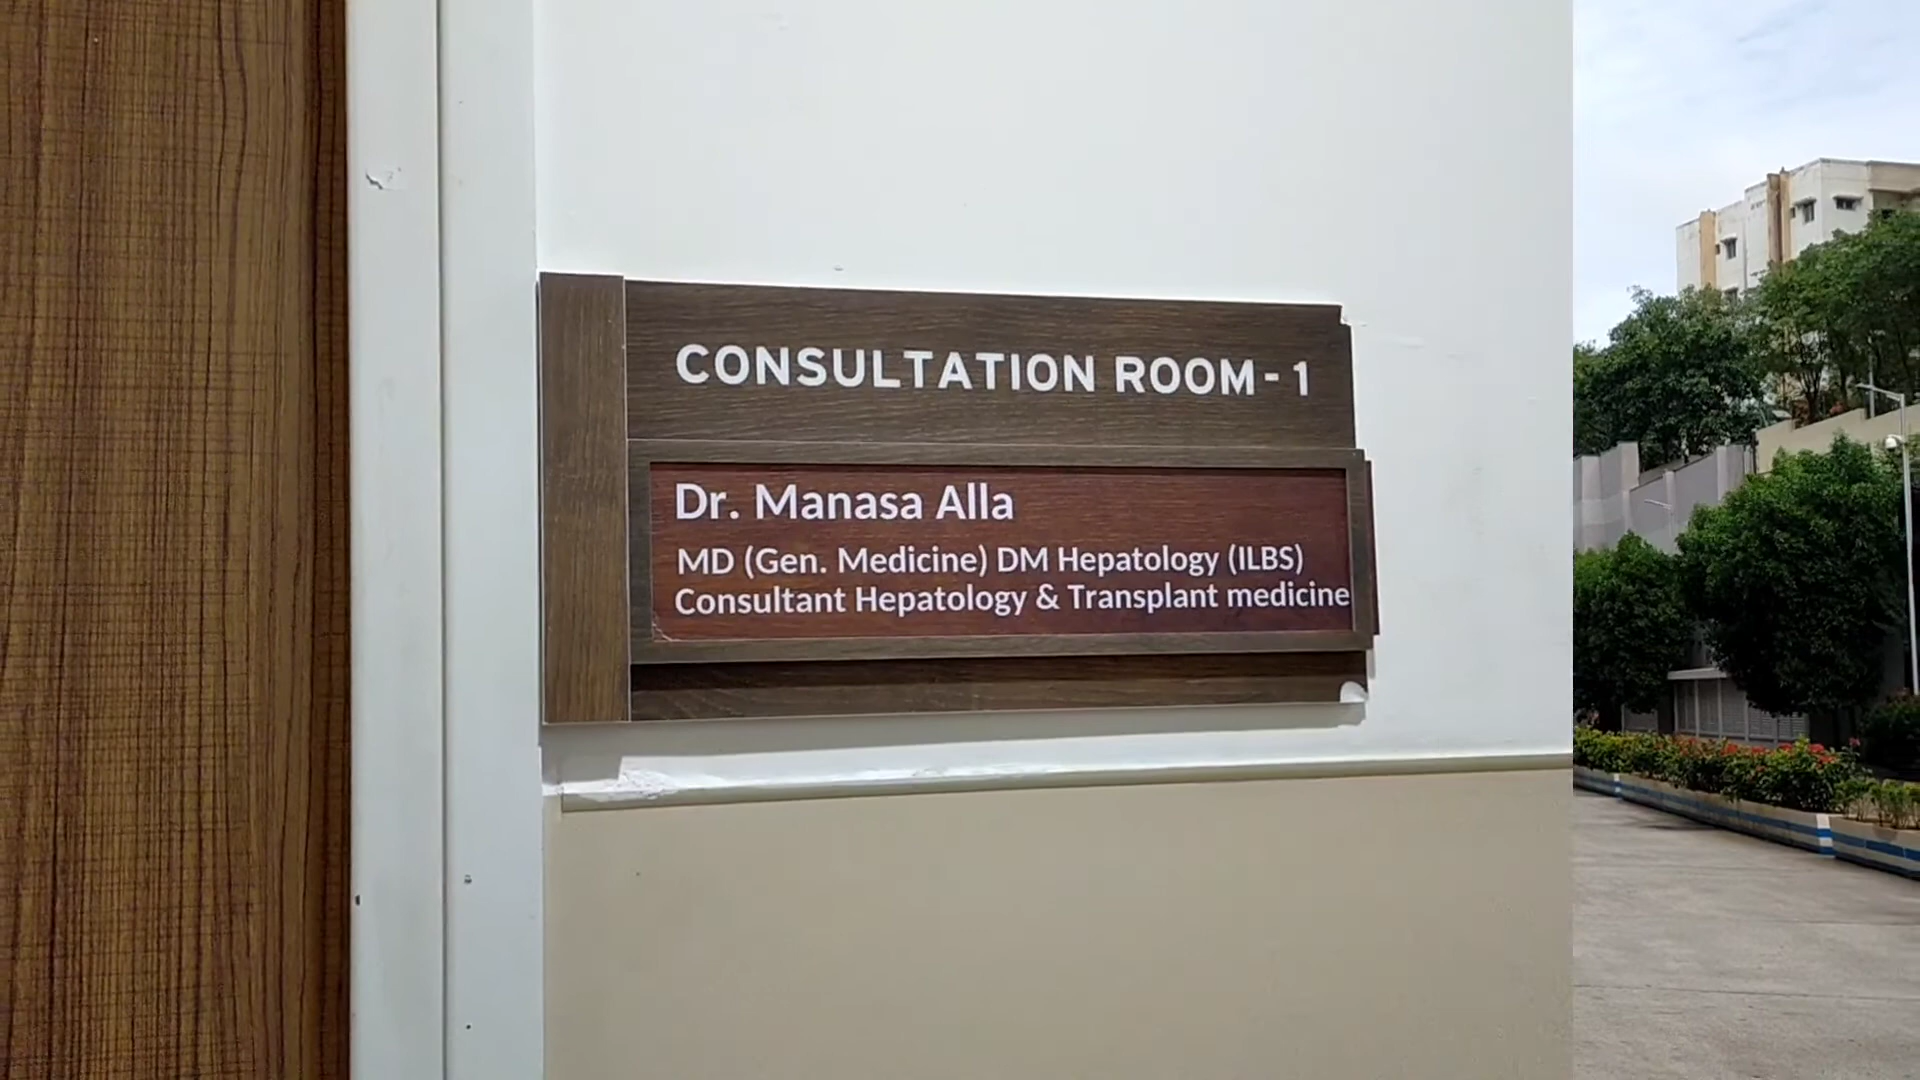 CONSULTATION ROOM - 1
Dr. Manasa Alla
MD (Gen. Medicine) DM Hepatology (ILBS)
Consultant Hepatology & Transplant medicine